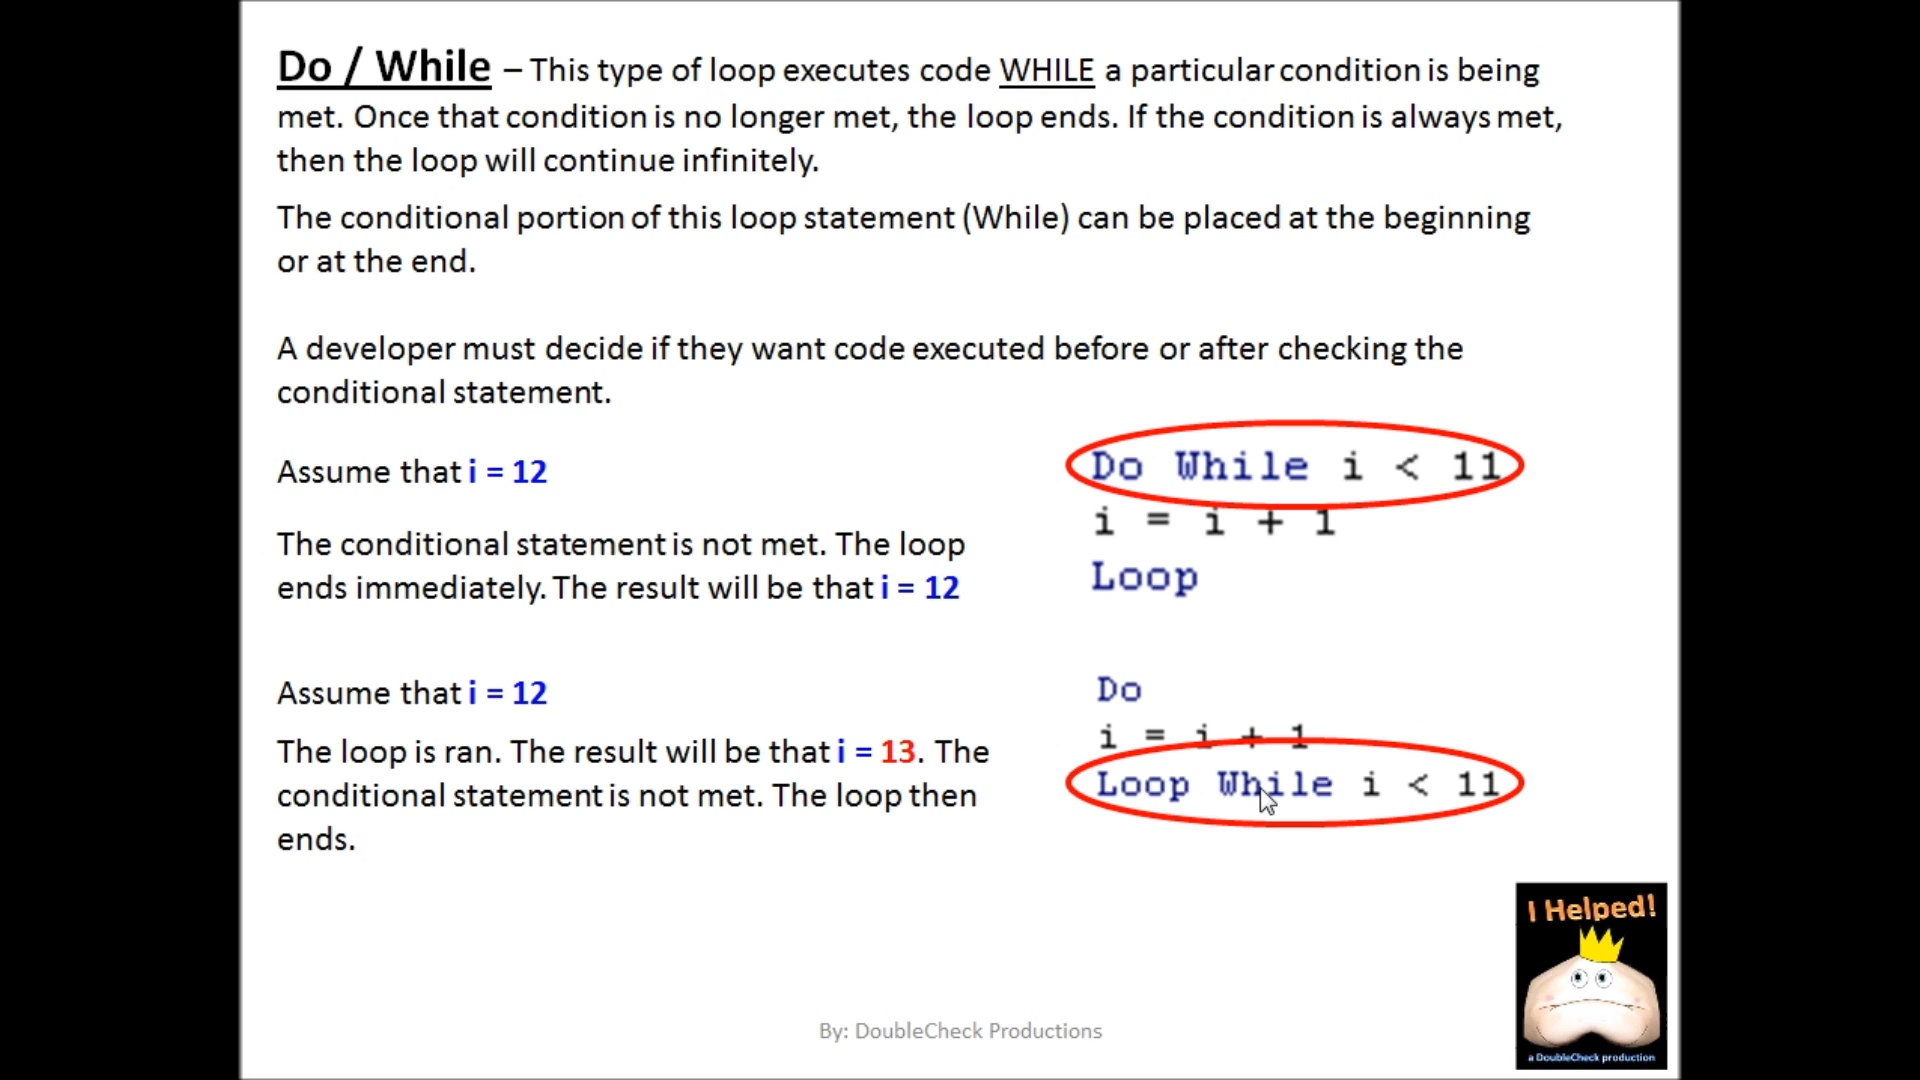 Do / While – This type of loop executes code WHILE a particular condition is being
met. Once that condition is no longer met, the loop ends. If the condition is always met,
then the loop will continue infinitely.
The conditional portion of this loop statement (While) can be placed at the beginning
or at the end.
A developer must decide if they want code executed before or after checking the
conditional statement.
Assume that i = 12
The conditional statement is not met. The loop
ends immediately. The result will be that i = 12
Do While i < 11
i = i + 1
Loop
Assume that i = 12
The loop is ran. The result will be that i = 13. The
conditional statement is not met. The loop then
ends.
Do
i = i + 1
Loop While i < 11
I Helped!
a DoubleCheck production
By: DoubleCheck Productions